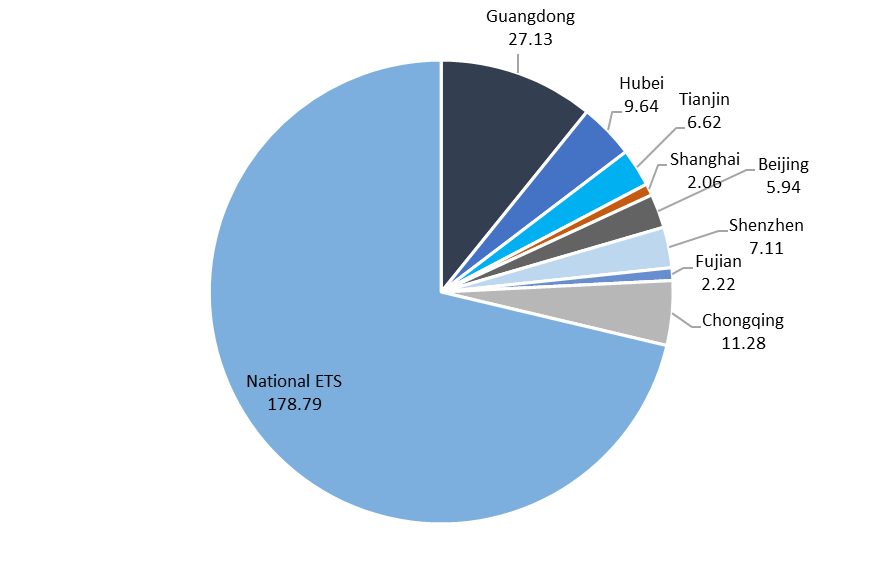 Guangdong
27.13
Hubei
9.64
Tianjin
6.62
Shanghai
2.06
Beijing
5.94
Shenzhen
7.11
Fujian
2.22
Chongqing
11.28
National ETS
178.79